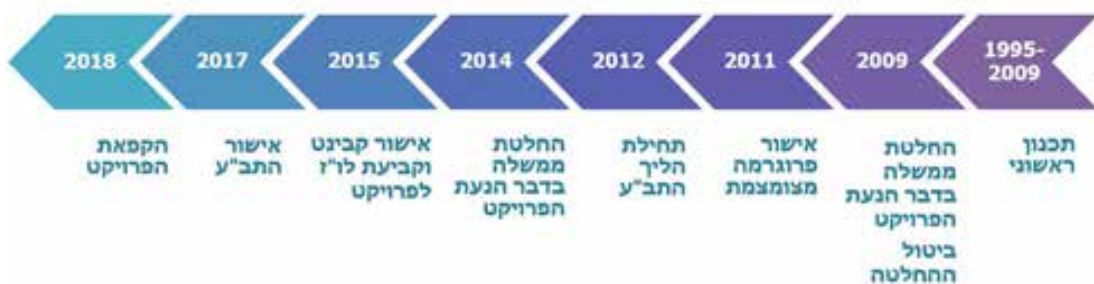 1995-
2009
תכנון
ראשוני
2009
החלטת
ממשלה
בדבר הנעת
הפרויקט
ביטול
ההחלטה
2011
אישור
פרוגרמה
מצומצמת
2012
תחילת
הליך
התב"ע
2014
החלטת
ממשלה
בדבר הנעת
הפרויקט
2015
אישור קבינט
וקביעת לו"ז
לפרויקט
2017
אישור
התב"ע
2018
הקפאת
הפרויקט